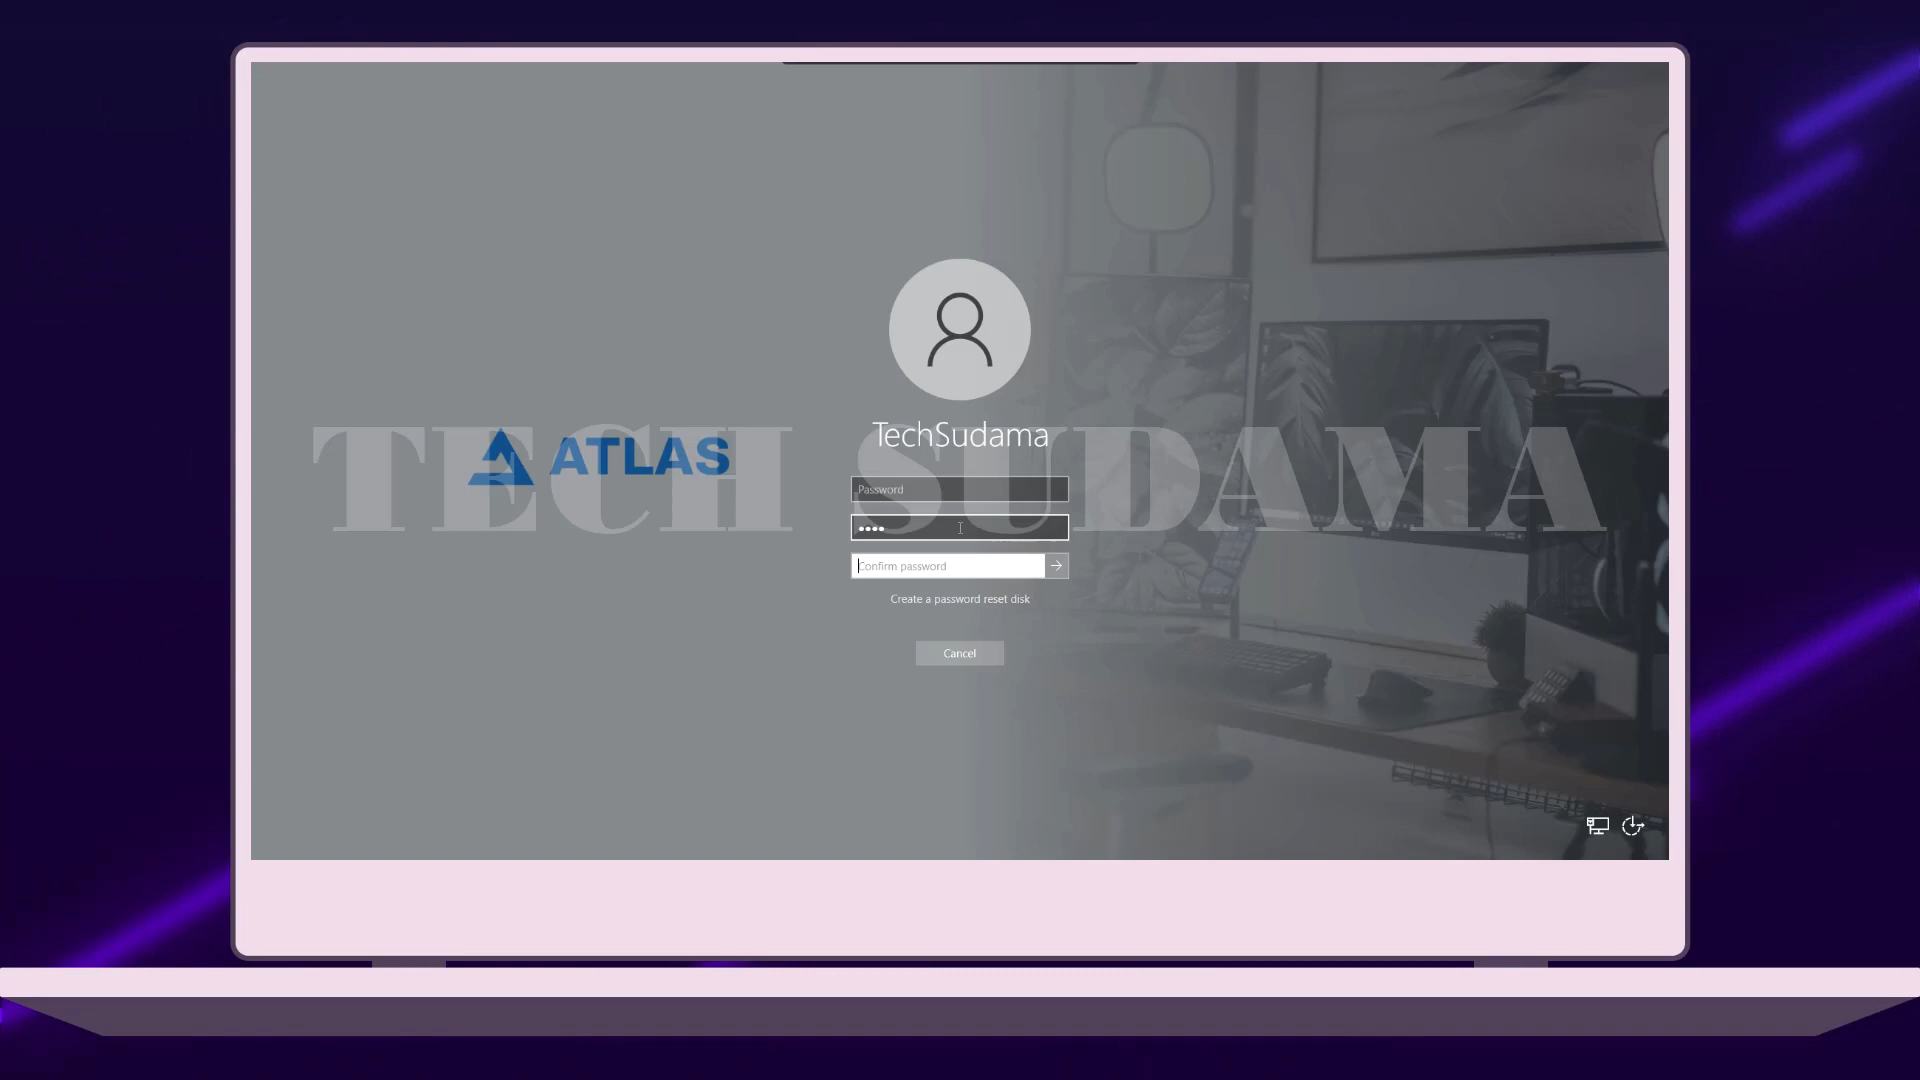 TechSudama
TECH SUDAMA
ATLAS
Password
••••
Confirm password
Create a password reset disk
Cancel